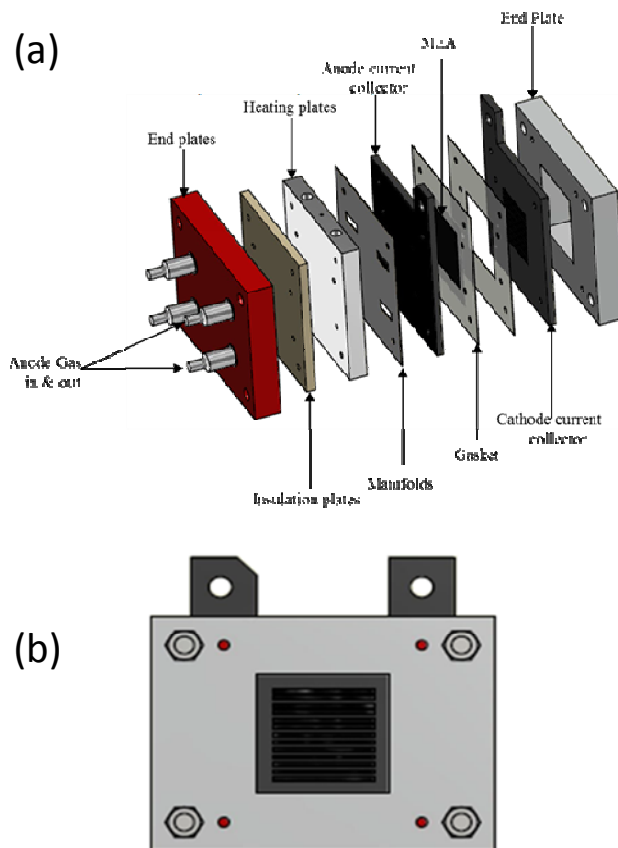 (a)
End Plate
MEA
Anode current
collector
Heating plates
End plates
Anode Gas
in & out
Cathode current
collector
Gasket
Manifolds
Insulation plates
(b)